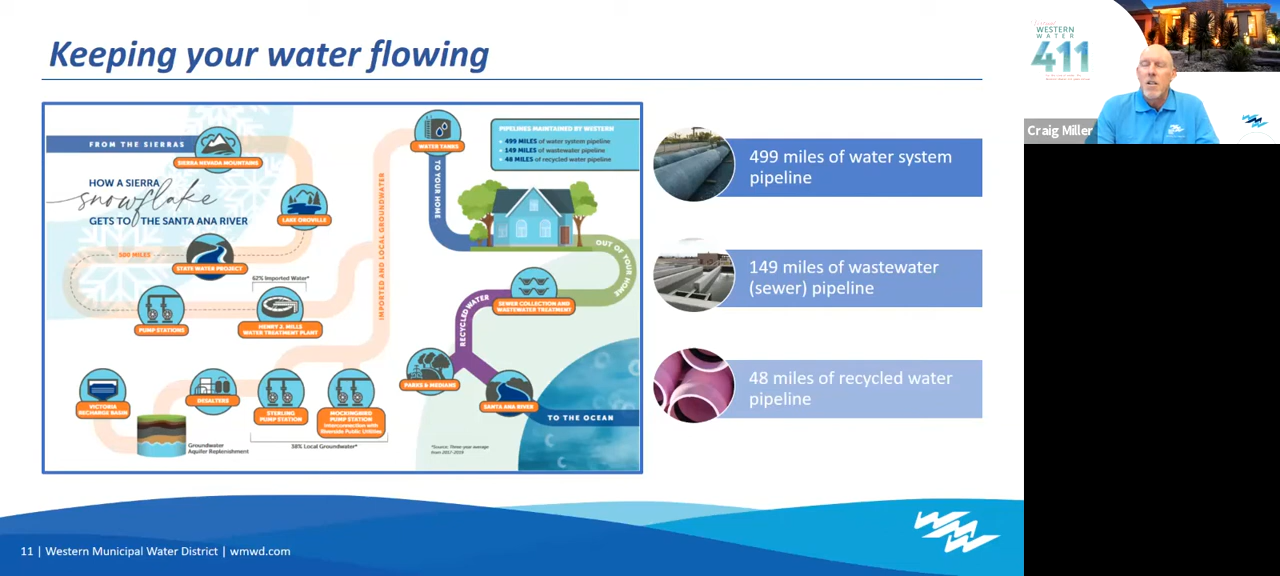 Keeping your water flowing
FROM THE SIERRAS
SIERRA NEVADA MOUNTAINS
HOW A SIERRA
snowflake
GETS TO THE SANTA ANA RIVER
LAKE OROVILLE
500 MILES
STATE WATER PROJECT
62% Imported Water*
PUMP STATIONS
HENRY J. MILLS
WATER TREATMENT PLANT
IMPORTED AND LOCAL GROUNDWATER
VICTORIA
RECHARGE BASIN
DESALTERS
STERLING
PUMP STATION
MOCKINGBIRD
PUMP STATION
Interconnection with
Riverside Public Utilities
Groundwater
Aquifer Replenishment
38% Local Groundwater*
WATER TANKS
TO YOUR HOME
PIPELINES MAINTAINED BY WESTERN
• 499 MILES of water system pipeline
• 149 MILES of wastewater pipeline
• 48 MILES of recycled water pipeline
OUT OF YOUR HOME
SEWER COLLECTION AND
WASTEWATER TREATMENT
RECYCLED WATER
PARKS & MEDIANS
SANTA ANA RIVER
TO THE OCEAN
*Source: Three-year average
from 2017-2019
499 miles of water system
pipeline
149 miles of wastewater
(sewer) pipeline
48 miles of recycled water
pipeline
11 | Western Municipal Water District | wmwd.com
WESTERN
WATER
411
Craig Miller